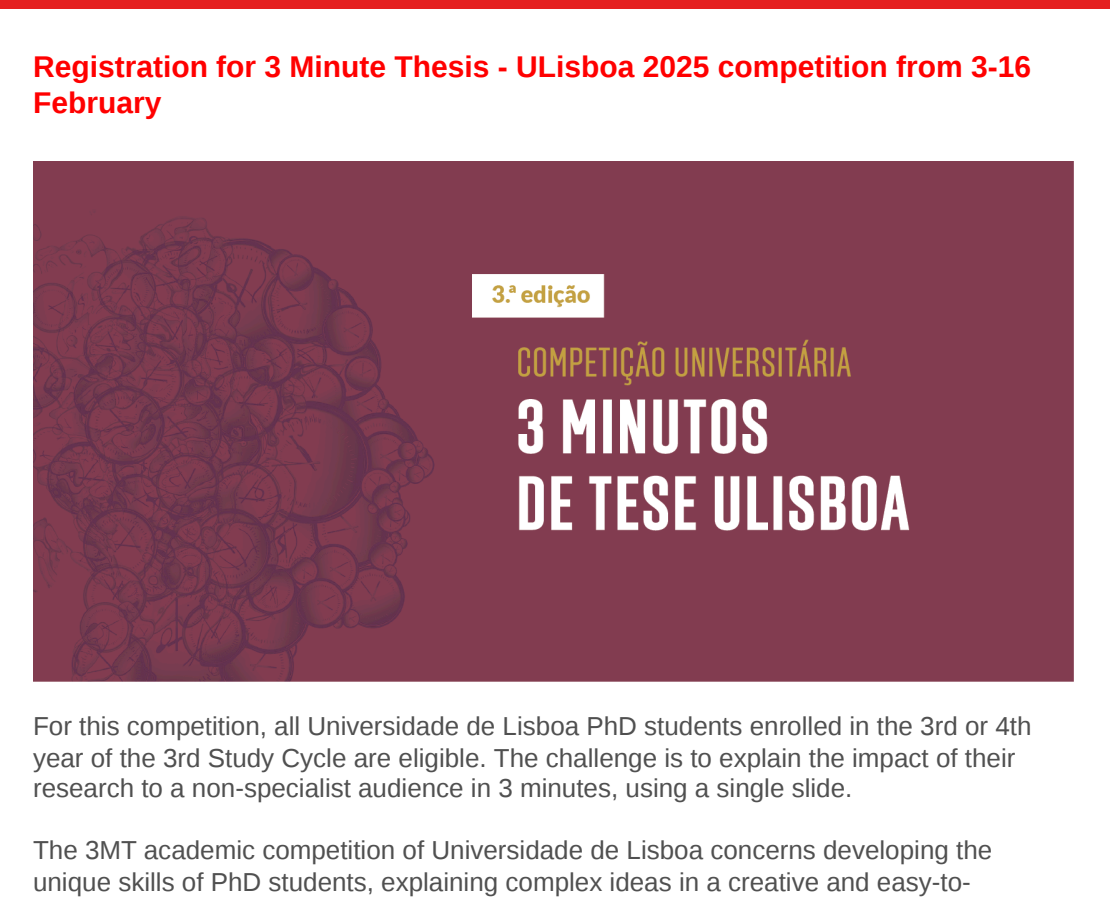 Registration for 3 Minute Thesis - ULisboa 2025 competition from 3-16
February
3.ª edição
COMPETIÇÃO UNIVERSITÁRIA
3 MINUTOS
DE TESE ULISBOA
For this competition, all Universidade de Lisboa PhD students enrolled in the 3rd or 4th
year of the 3rd Study Cycle are eligible. The challenge is to explain the impact of their
research to a non-specialist audience in 3 minutes, using a single slide.
The 3MT academic competition of Universidade de Lisboa concerns developing the
unique skills of PhD students, explaining complex ideas in a creative and easy-to-